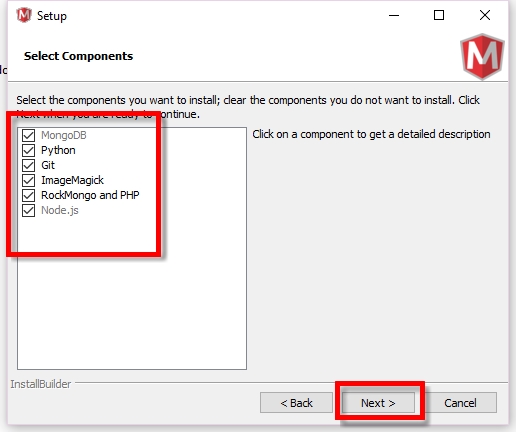 Setup
Select Components
Select the components you want to install; clear the components you do not want to install. Click
Next when you are ready to continue.
MongoDB
Python
Git
ImageMagick
RockMongo and PHP
Node.js
Click on a component to get a detailed description
InstallBuilder
< Back
Next >
Cancel